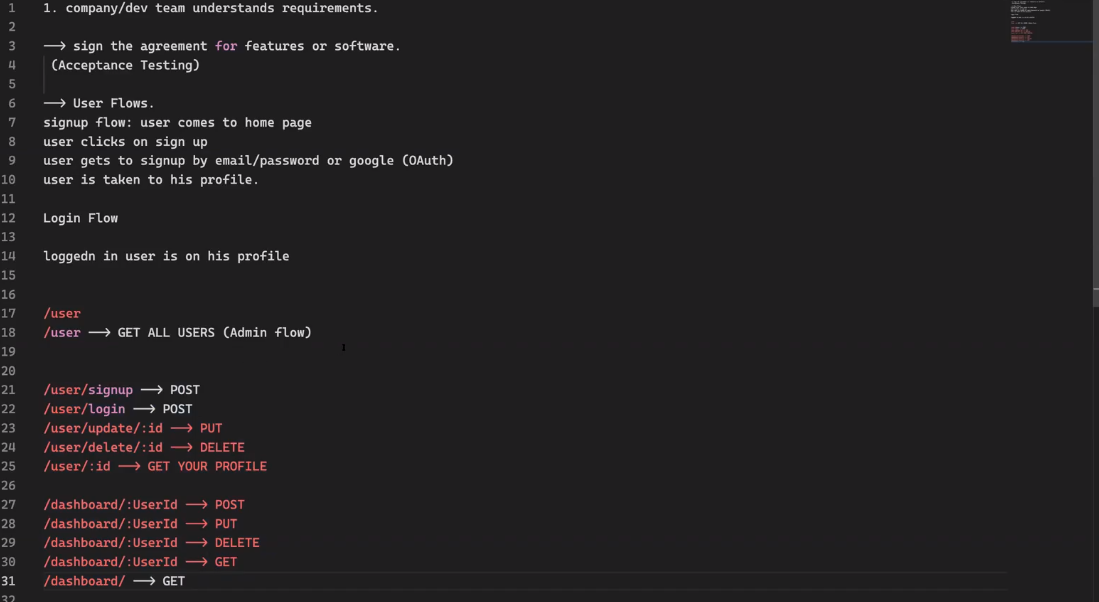 1 1. company/dev team understands requirements.
2
3 --> sign the agreement for features or software.
4 (Acceptance Testing)
5
6 --> User Flows.
7 signup flow: user comes to home page
8 user clicks on sign up
9 user gets to signup by email/password or google (OAuth)
10 user is taken to his profile.
11
12 Login Flow
13
14 loggedn in user is on his profile
15
16
17 /user
18 /user --> GET ALL USERS (Admin flow)
19
20
21 /user/signup --> POST
22 /user/login --> POST
23 /user/update/:id --> PUT
24 /user/delete/:id --> DELETE
25 /user/:id --> GET YOUR PROFILE
26
27 /dashboard/:UserId --> POST
28 /dashboard/:UserId --> PUT
29 /dashboard/:UserId --> DELETE
30 /dashboard/:UserId --> GET
31 /dashboard/ --> GET
32